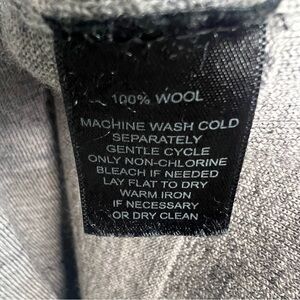 100% WOOL
MACHINE WASH COLD
SEPARATELY
GENTLE CYCLE
ONLY NON-CHLORINE
BLEACH IF NEEDED
LAY FLAT TO DRY
WARM IRON
IF NECESSARY
OR DRY CLEAN